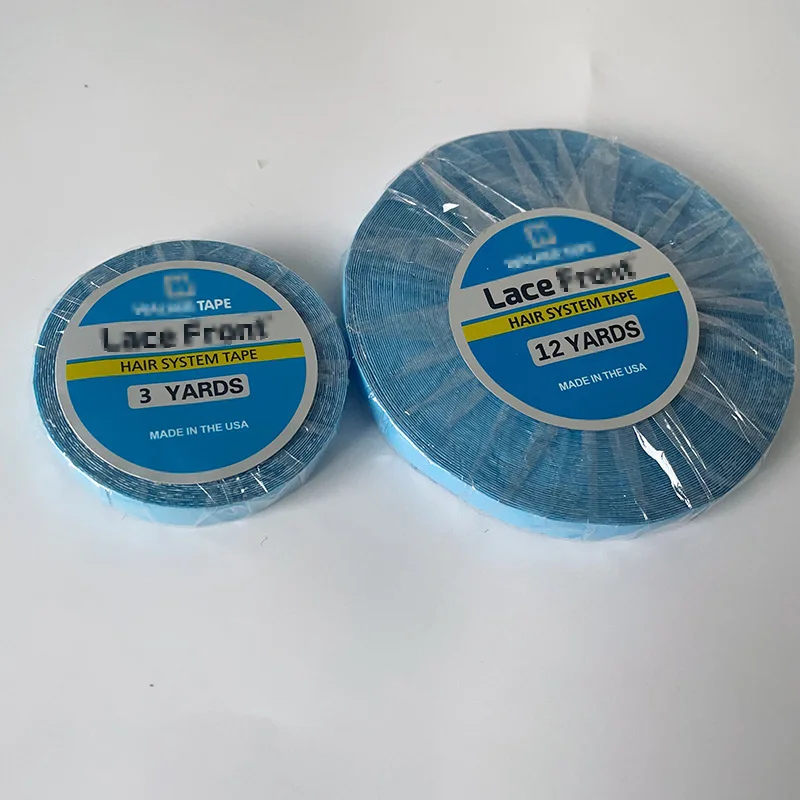 TAPE
Lace Front
HAIR SYSTEM TAPE
3 YARDS
MADE IN THE USA
Lace Front
HAIR SYSTEM TAPE
12 YARDS
MADE IN THE USA